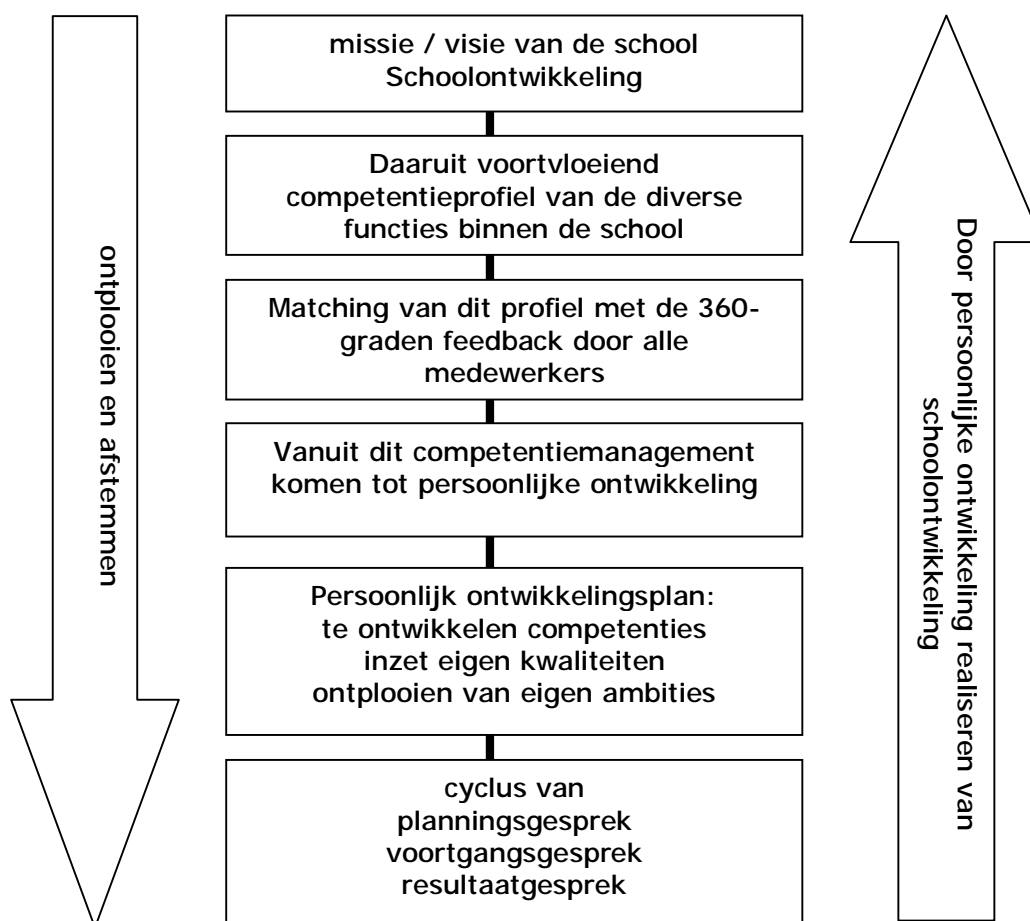 missie / visie van de school
Schoolontwikkeling
Daaruit voortvloeiend
competentieprofiel van de diverse
functies binnen de school
Matching van dit profiel met de 360-
graden feedback door alle
medewerkers
Vanuit dit competentiemanagement
komen tot persoonlijke ontwikkeling
Persoonlijk ontwikkelingsplan:
te ontwikkelen competenties
inzet eigen kwaliteiten
ontplooien van eigen ambities
cyclus van
planningsgesprek
voortgangsgesprek
resultaatgesprek
ontplooien en afstemmen
Door persoonlijke ontwikkeling realiseren van
schoolontwikkeling